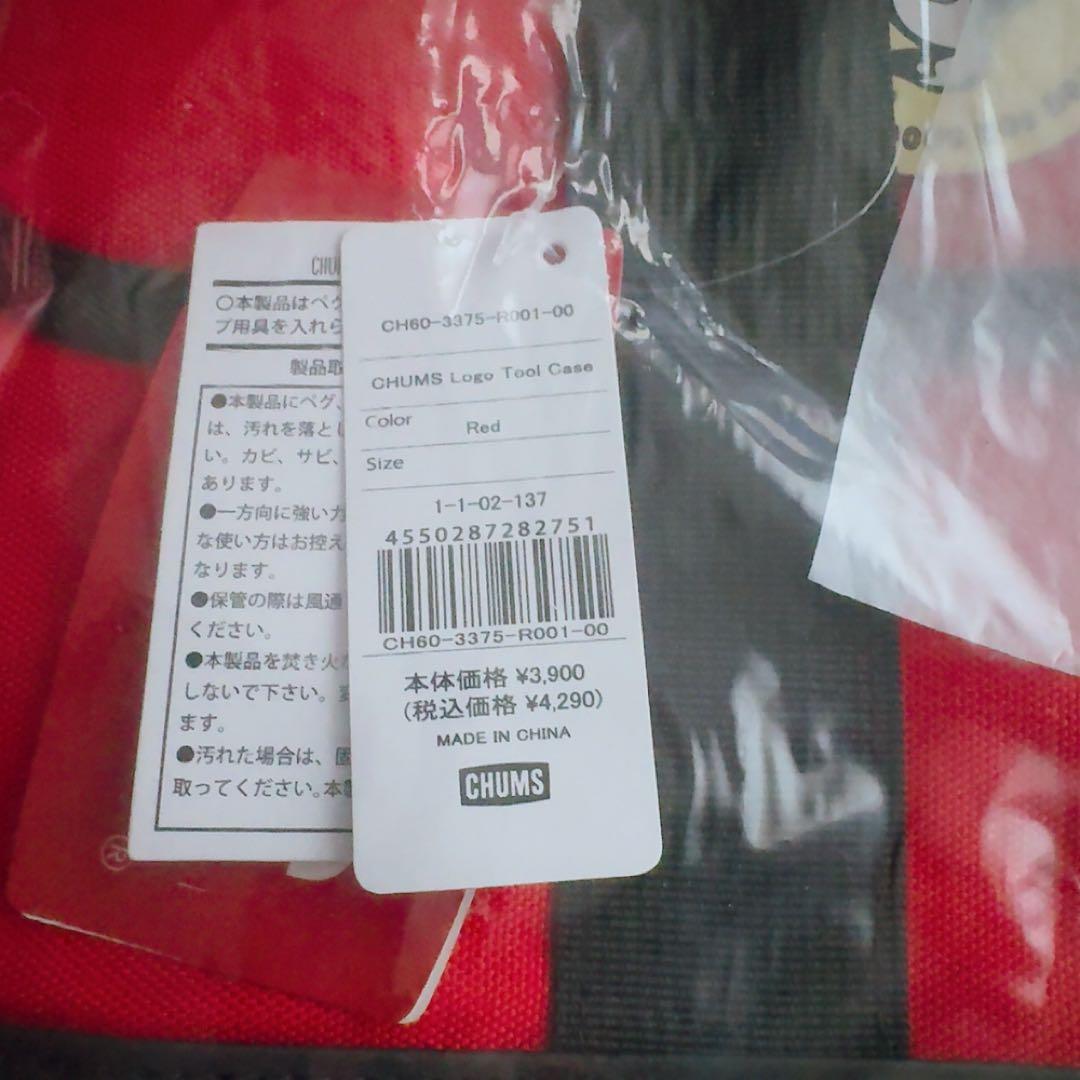 CHU
○本製品はペグ
プ用具を入れら
製品取
●本製品にペグ、
は、汚れを落とし
い。カビ、サビ、
あります。
●一方向に強い力
な使い方はお控え
なります。
●保管の際は風通
ください。
●本製品を焚き火
しないで下さい。変
ます。
●汚れた場合は、固
取ってください。本
CH60-3375-R001-00
CHUMS Logo Tool Case
Color Red
Size
1-1-02-137
4550287282751
CH60-3375-R001-00
本体価格 ¥3,900
(税込価格 ¥4,290)
MADE IN CHINA
CHUMS
®